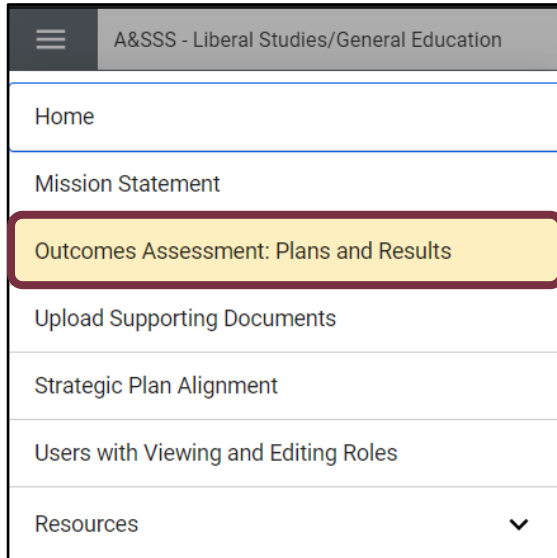 A&SSS - Liberal Studies/General Education
Home
Mission Statement
Outcomes Assessment: Plans and Results
Upload Supporting Documents
Strategic Plan Alignment
Users with Viewing and Editing Roles
Resources